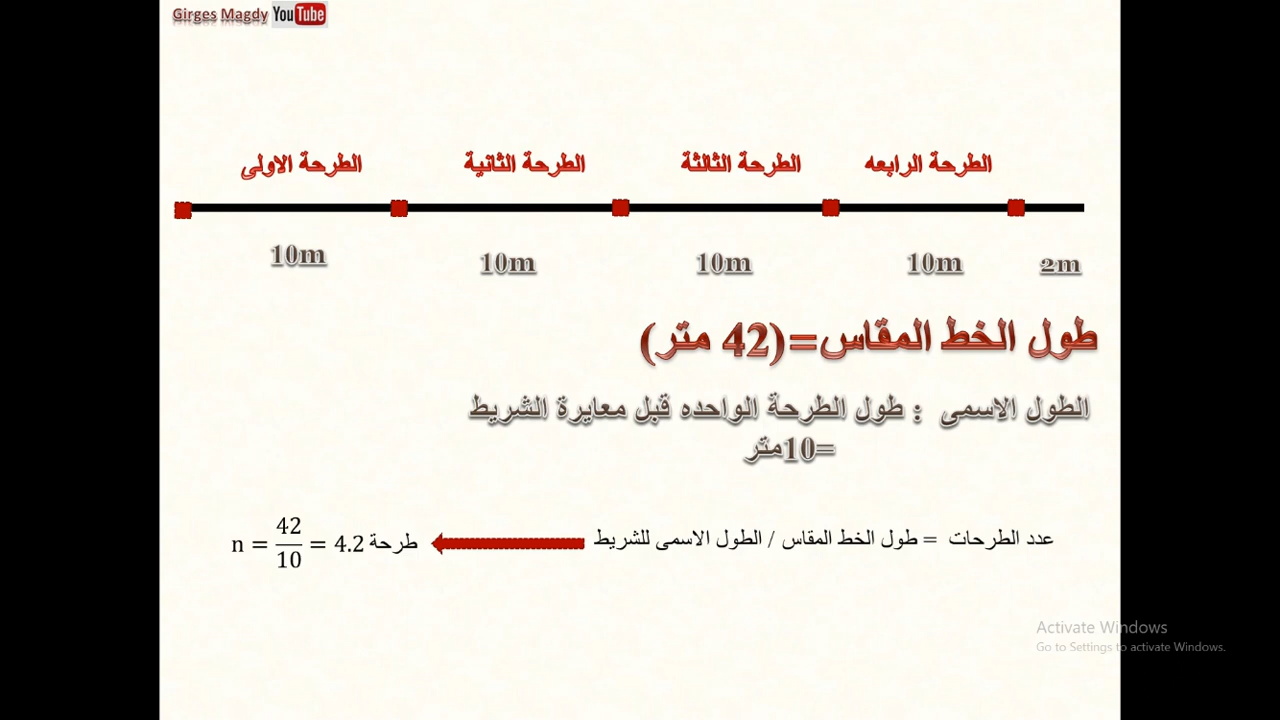 Girges Magdy YouTube
الطرحة الاولى الطرحة الثانية الطرحة الثالثة الطرحة الرابعه
10m 10m 10m 10m 2m
طول الخط المقاس=(42 متر)
الطول الاسمى : طول الطرحة الواحده قبل معايرة الشريط
=10متر
عدد الطرحات = طول الخط المقاس / الطول الاسمى للشريط
n = 42/10 = 4.2 طرحة
Activate Windows
Go to Settings to activate Windows.